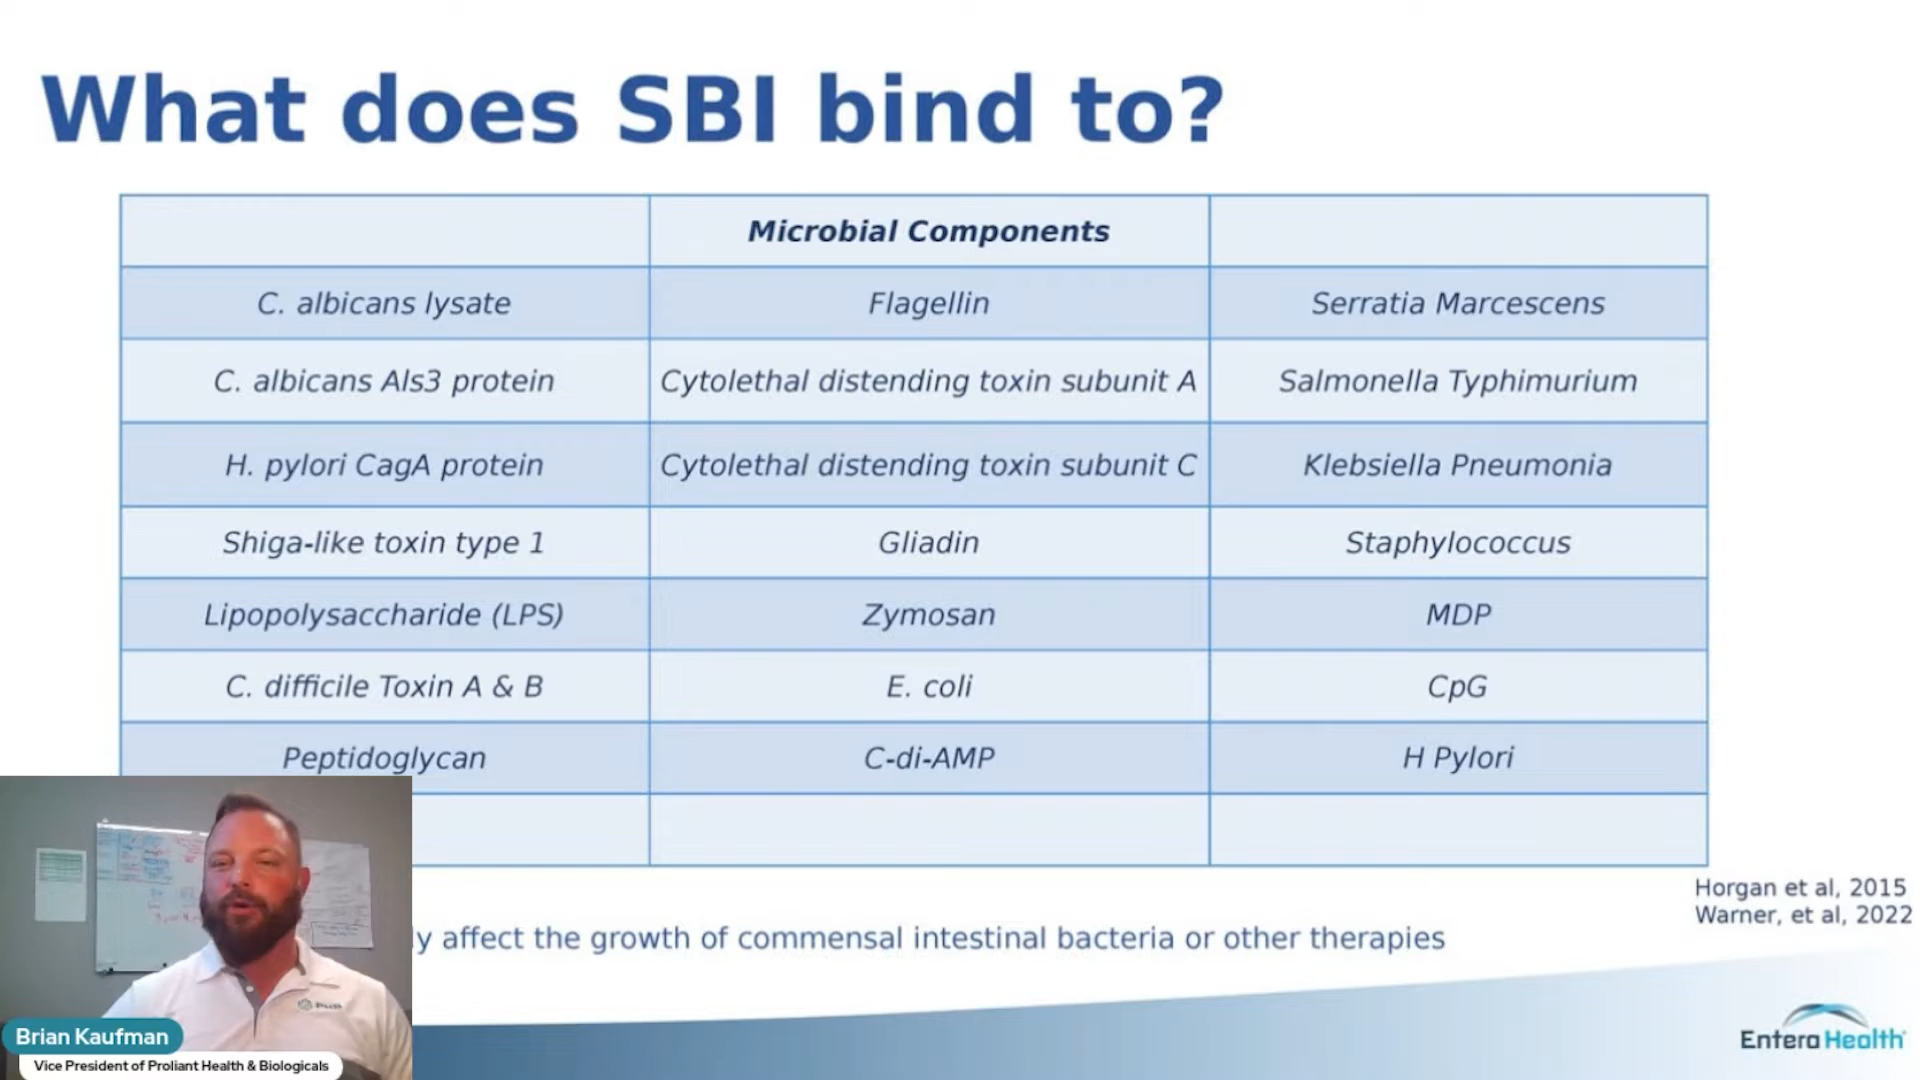 What does SBI bind to?
Microbial Components
C. albicans lysate
Flagellin
Serratia Marcescens
C. albicans Als3 protein
Cytolethal distending toxin subunit A
Salmonella Typhimurium
H. pylori CagA protein
Cytolethal distending toxin subunit C
Klebsiella Pneumonia
Shiga-like toxin type 1
Gliadin
Staphylococcus
Lipopolysaccharide (LPS)
Zymosan
MDP
C. difficile Toxin A & B
E. coli
CpG
Peptidoglycan
C-di-AMP
H Pylori
Horgan et al, 2015
Warner, et al, 2022
affect the growth of commensal intestinal bacteria or other therapies
Entera Health
Brian Kaufman
Vice President of Proliant Health & Biologicals